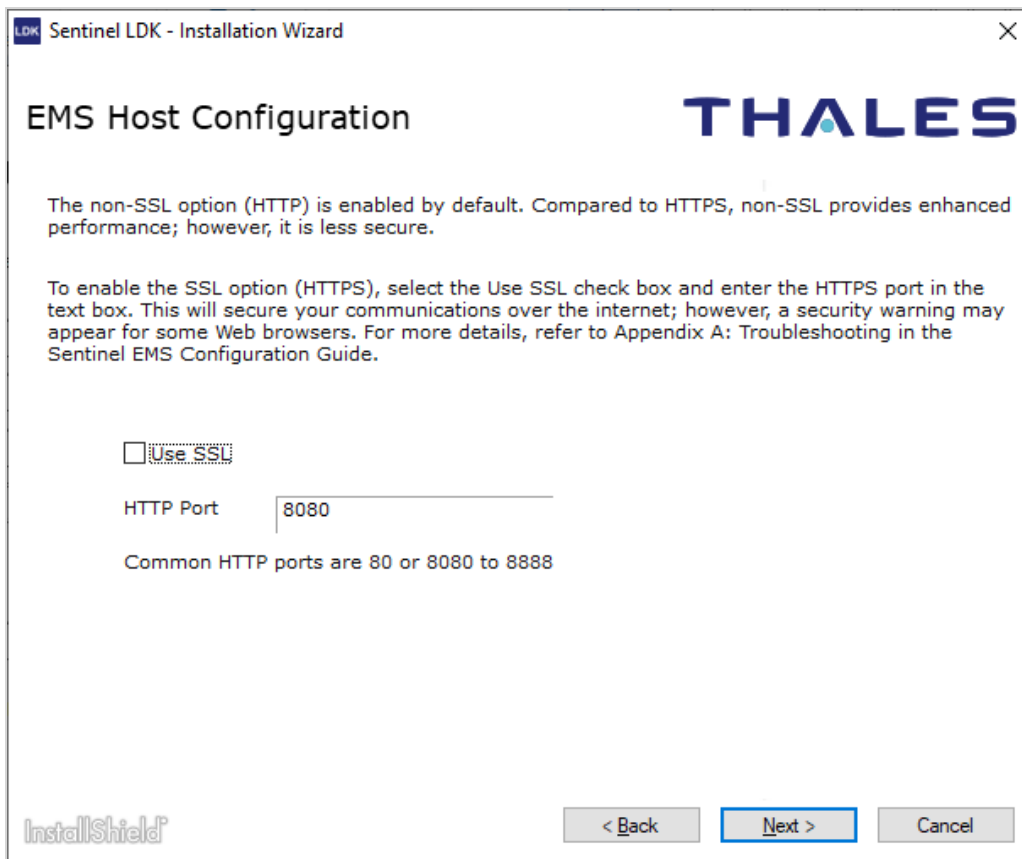 LDK Sentinel LDK - Installation Wizard
EMS Host Configuration
THALES
The non-SSL option (HTTP) is enabled by default. Compared to HTTPS, non-SSL provides enhanced
performance; however, it is less secure.
To enable the SSL option (HTTPS), select the Use SSL check box and enter the HTTPS port in the
text box. This will secure your communications over the internet; however, a security warning may
appear for some Web browsers. For more details, refer to Appendix A: Troubleshooting in the
Sentinel EMS Configuration Guide.
Use SSL
HTTP Port 8080
Common HTTP ports are 80 or 8080 to 8888
InstallShield
< Back Next > Cancel